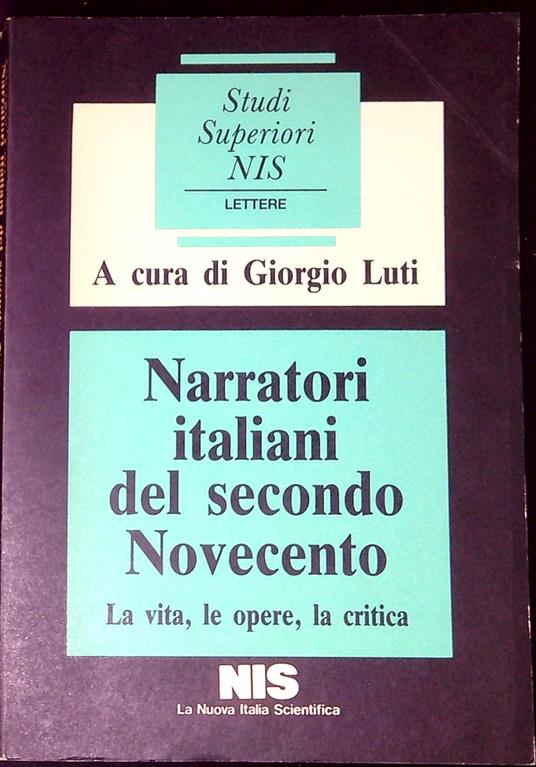 Studi
Superiori
NIS
LETTERE
A cura di Giorgio Luti
Narratori
italiani
del secondo
Novecento
La vita, le opere, la critica
NIS
La Nuova Italia Scientifica